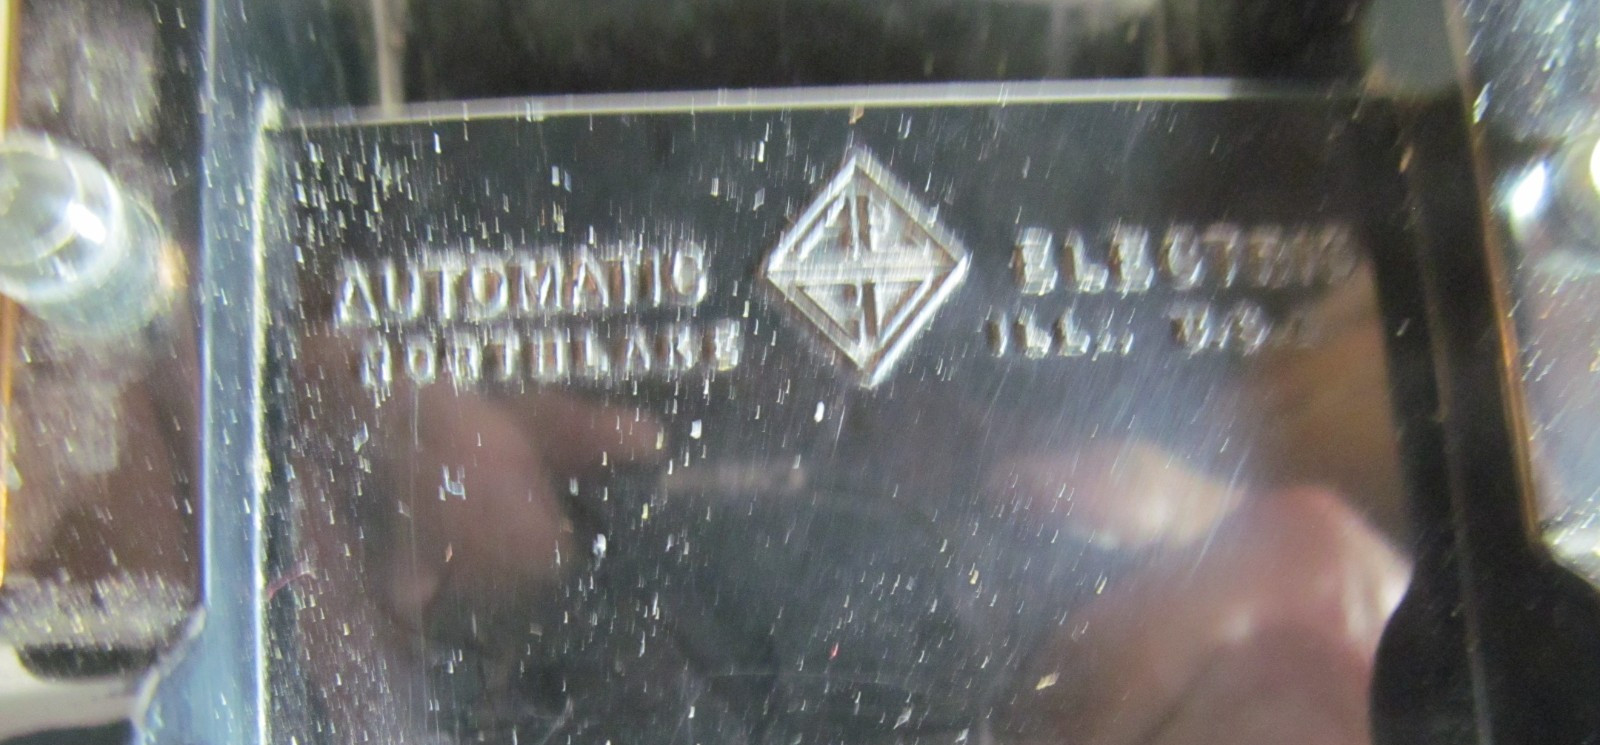 AUTOMATIC ELECTRIC
NORTHLAKE ILL. U.S.A.